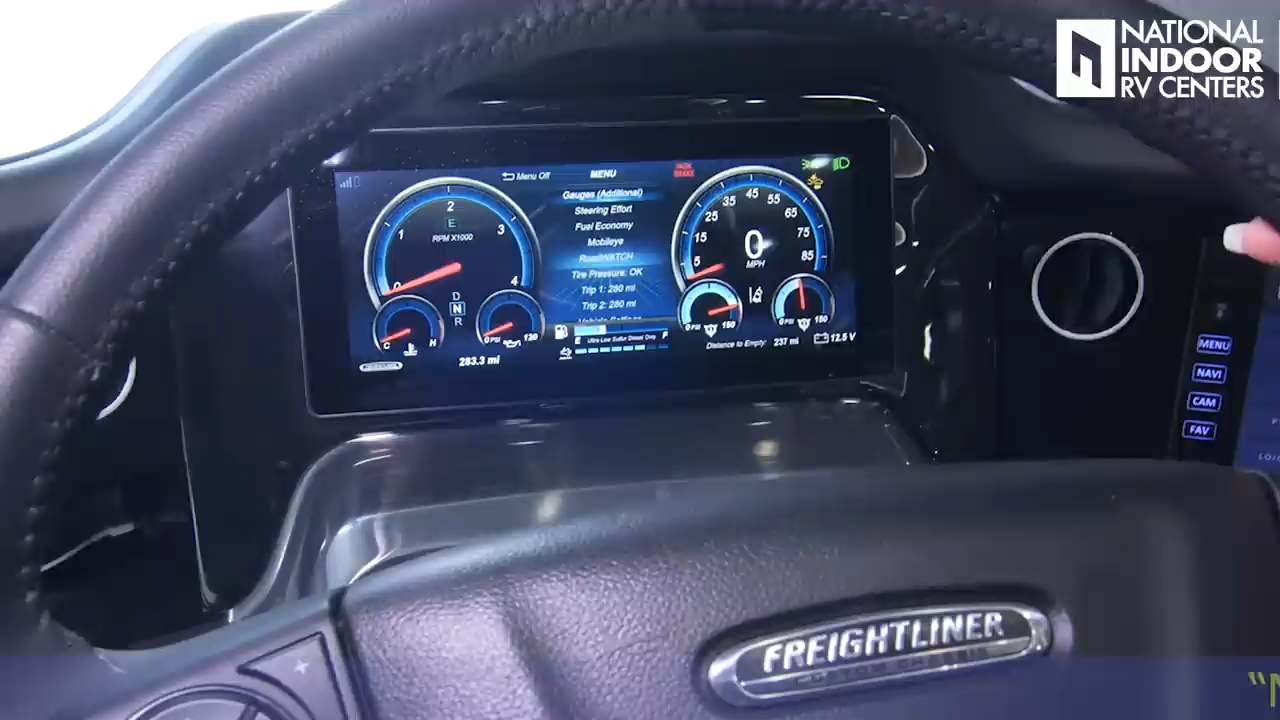 NATIONAL
INDOOR
RV CENTERS
Menu Off
MENU
PARK
BRAKE
Gauges (Additional)
Steering Effort
Fuel Economy
Mobileye
RoadWATCH
Tire Pressure: OK
Trip 1: 280 mi
Trip 2: 280 mi
0 1 2 3 4
E
RPM X1000
D
N
R
C H
0 PSI 120
283.3 mi
E Ultra Low Sulfur Diesel Only F
5 15 25 35 45 55 65 75 85
0
MPH
0 PSI 150
0 PSI 150
Distance to Empty: 237 mi
12.5 V
MENU
NAVI
CAM
FAV
FREIGHTLINER
"N